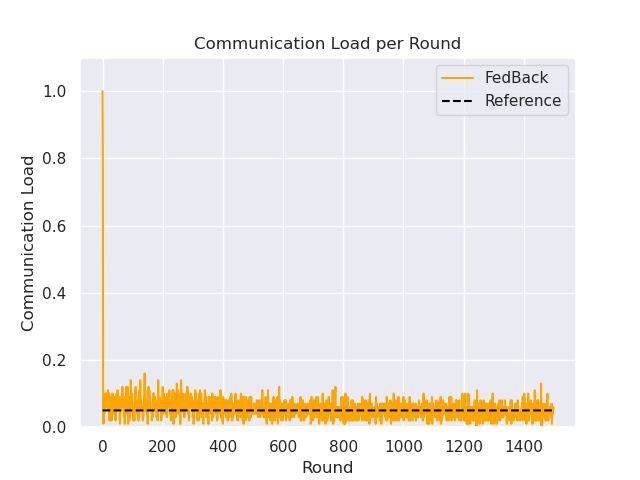 Communication Load per Round
FedBack
Reference
Communication Load
1.0
0.8
0.6
0.4
0.2
0.0
0 200 400 600 800 1000 1200 1400
Round